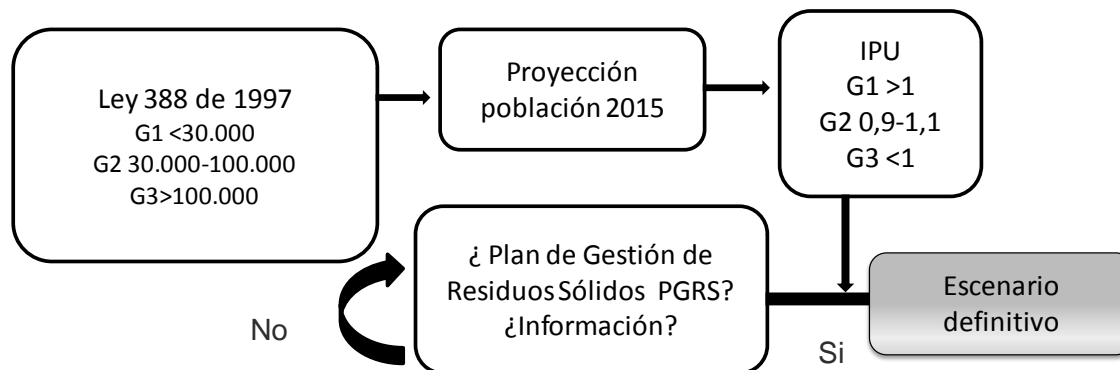 Ley 388 de 1997
G1 <30.000
G2 30.000-100.000
G3>100.000
Proyección
población 2015
IPU
G1 >1
G2 0,9-1,1
G3 <1
¿ Plan de Gestión de
Residuos Sólidos PGRS?
¿Información?
No
Si
Escenario
definitivo